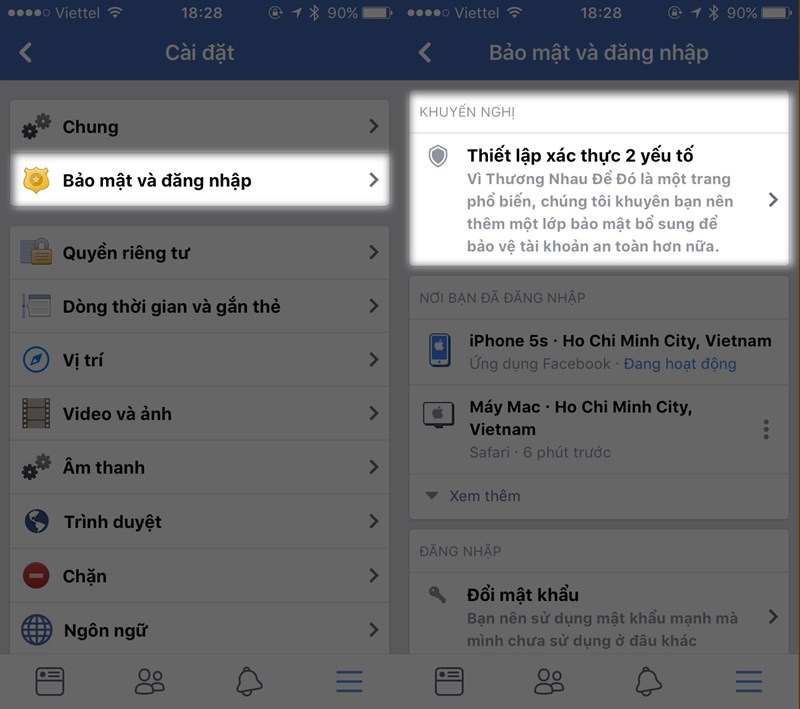 Viettel 18:28 90%
Cài đặt
Chung
Bảo mật và đăng nhập
Quyền riêng tư
Dòng thời gian và gắn thẻ
Vị trí
Video và ảnh
Âm thanh
Trình duyệt
Chặn
Ngôn ngữ
Viettel 18:28 90%
Bảo mật và đăng nhập
KHUYẾN NGHỊ
Thiết lập xác thực 2 yếu tố
Vì Thương Nhau Để Đó là một trang
phổ biến, chúng tôi khuyên bạn nên
thêm một lớp bảo mật bổ sung để
bảo vệ tài khoản an toàn hơn nữa.
NƠI BẠN ĐÃ ĐĂNG NHẬP
iPhone 5s · Ho Chi Minh City, Vietnam
Ứng dụng Facebook · Đang hoạt động
Máy Mac · Ho Chi Minh City,
Vietnam
Safari · 6 phút trước
Xem thêm
ĐĂNG NHẬP
Đổi mật khẩu
Bạn nên sử dụng mật khẩu mạnh mà
mình chưa sử dụng ở đâu khác